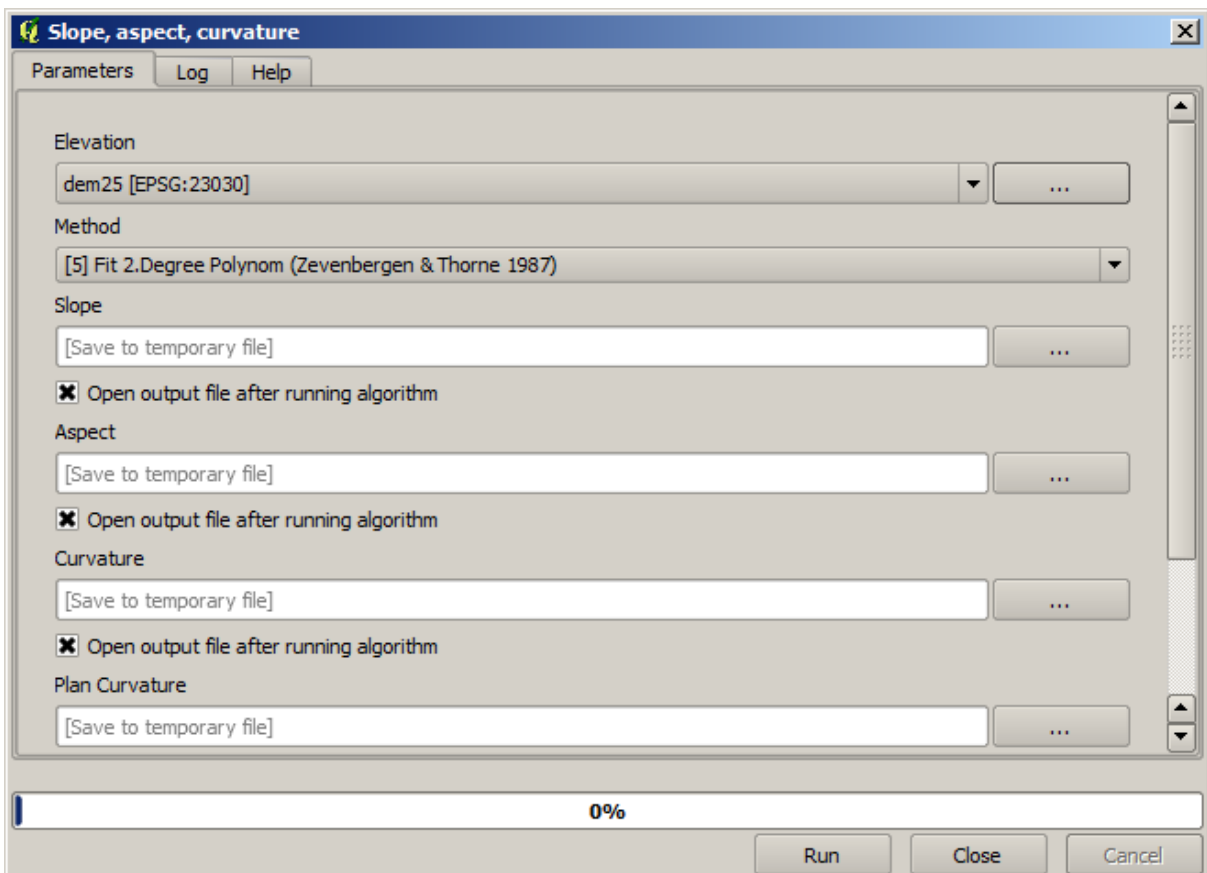 Slope, aspect, curvature
Parameters Log Help
Elevation
dem25 [EPSG:23030] ...
Method
[5] Fit 2.Degree Polynom (Zevenbergen & Thorne 1987)
Slope
[Save to temporary file] ...
Open output file after running algorithm
Aspect
[Save to temporary file] ...
Open output file after running algorithm
Curvature
[Save to temporary file] ...
Open output file after running algorithm
Plan Curvature
[Save to temporary file] ...
0%
Run Close Cancel